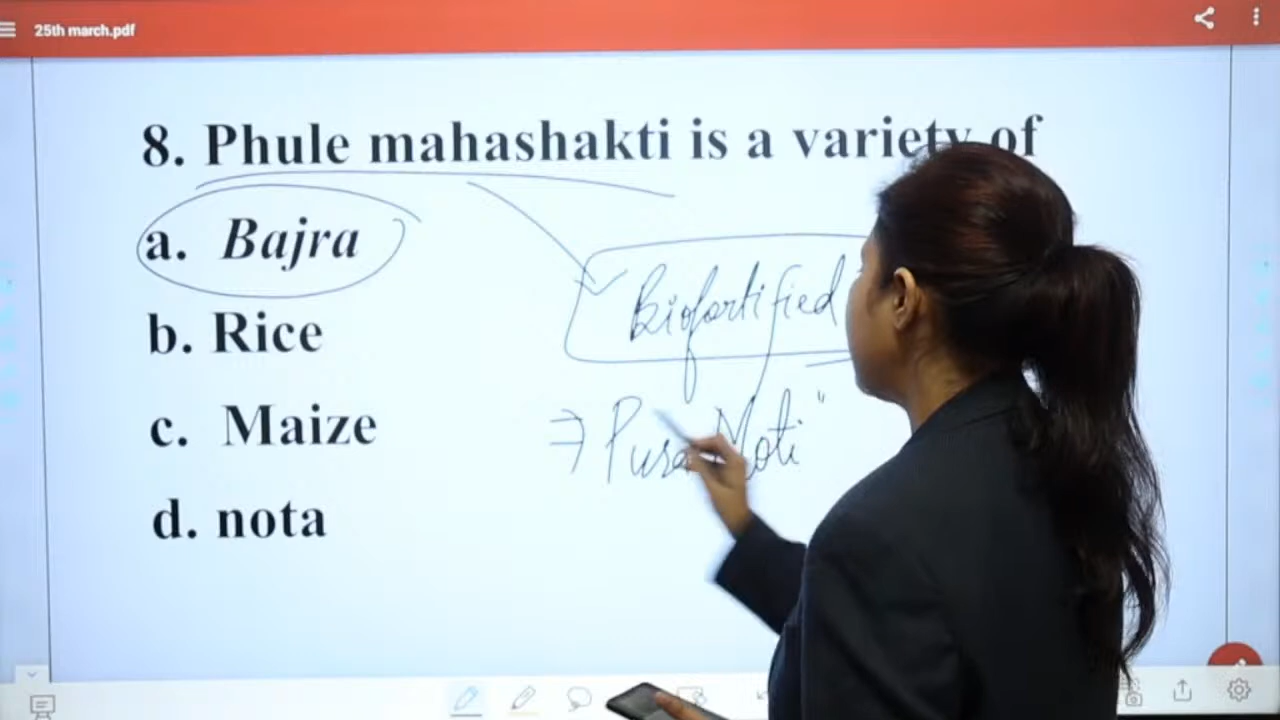 25th march.pdf
8. Phule mahashakti is a variety of
a. Bajra
b. Rice
c. Maize
d. nota
Biofortified
⇒ Pusa Moti"